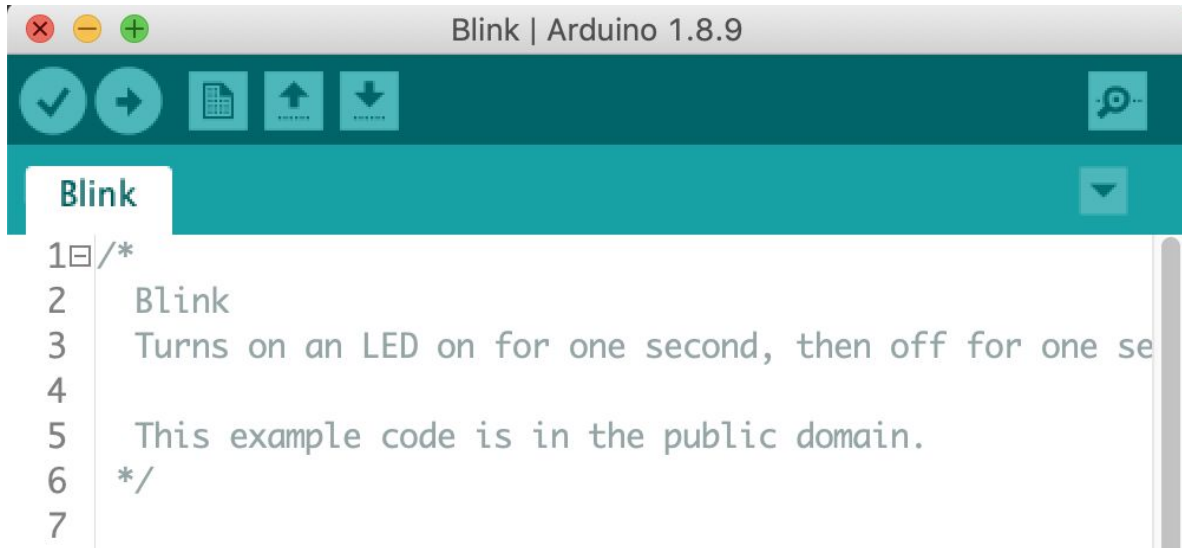 Blink | Arduino 1.8.9
Blink
1 /*
2 Blink
3 Turns on an LED on for one second, then off for one se
4
5 This example code is in the public domain.
6 */
7